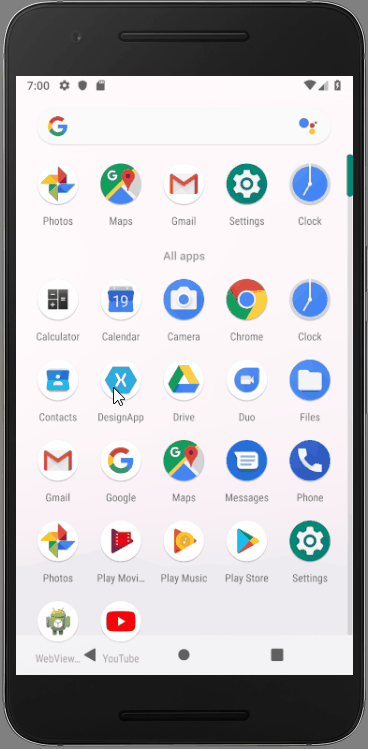 7:00
Photos Maps Gmail Settings Clock
All apps
19
Calculator Calendar Camera Chrome Clock
Contacts DesignApp Drive Duo Files
Gmail Google Maps Messages Phone
Photos Play Movi... Play Music Play Store Settings
WebView... YouTube